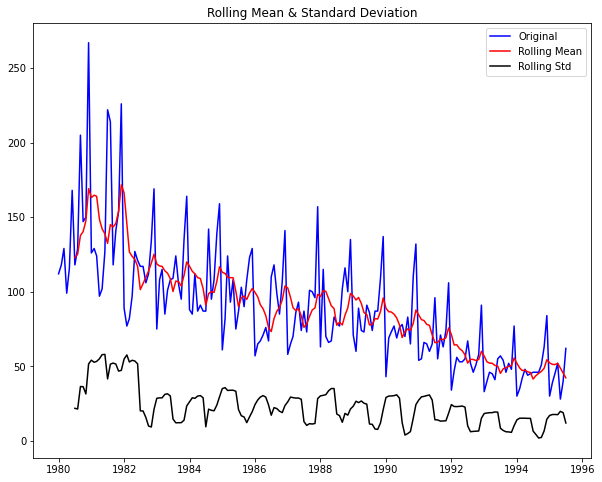 Rolling Mean & Standard Deviation
Original
Rolling Mean
Rolling Std
250
200
150
100
50
0
1980 1982 1984 1986 1988 1990 1992 1994 1996